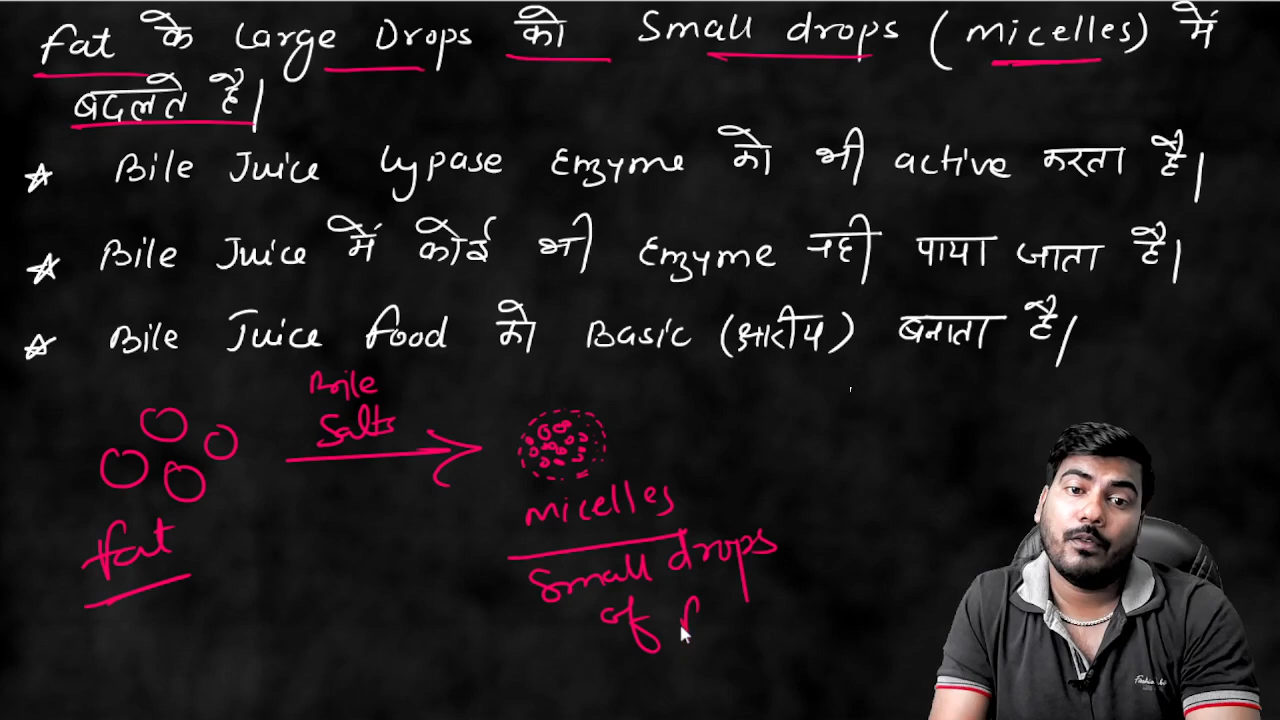 fat के Large Drops को Small drops (micelles) में
बदलते है।
☆ Bile Juice lypase Enzyme को भी active करता है।
☆ Bile Juice में कोई भी Enzyme नही पाया जाता है।
☆ Bile Juice food को Basic (क्षारीय) बनाता है।
Bile
Salts
fat
micelles
Small drops
of